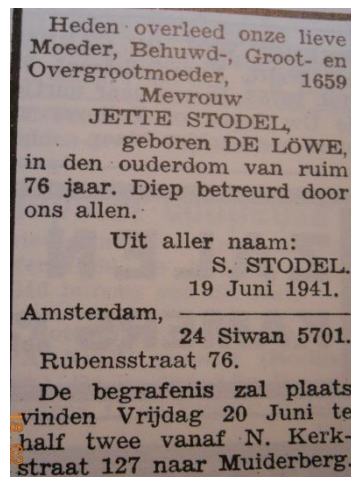 Heden overleed onze lieve
Moeder, Behuwd-, Groot- en
Overgrootmoeder, 1659
Mevrouw
JETTE STODEL,
geboren DE LÖWE,
in den ouderdom van ruim
76 jaar. Diep betreurd door
ons allen.
Uit aller naam:
S. STODEL.
19 Juni 1941.
Amsterdam,
24 Siwan 5701.
Rubensstraat 76.
De begrafenis zal plaats
vinden Vrijdag 20 Juni te
half twee vanaf N. Kerk-
straat 127 naar Muiderberg.